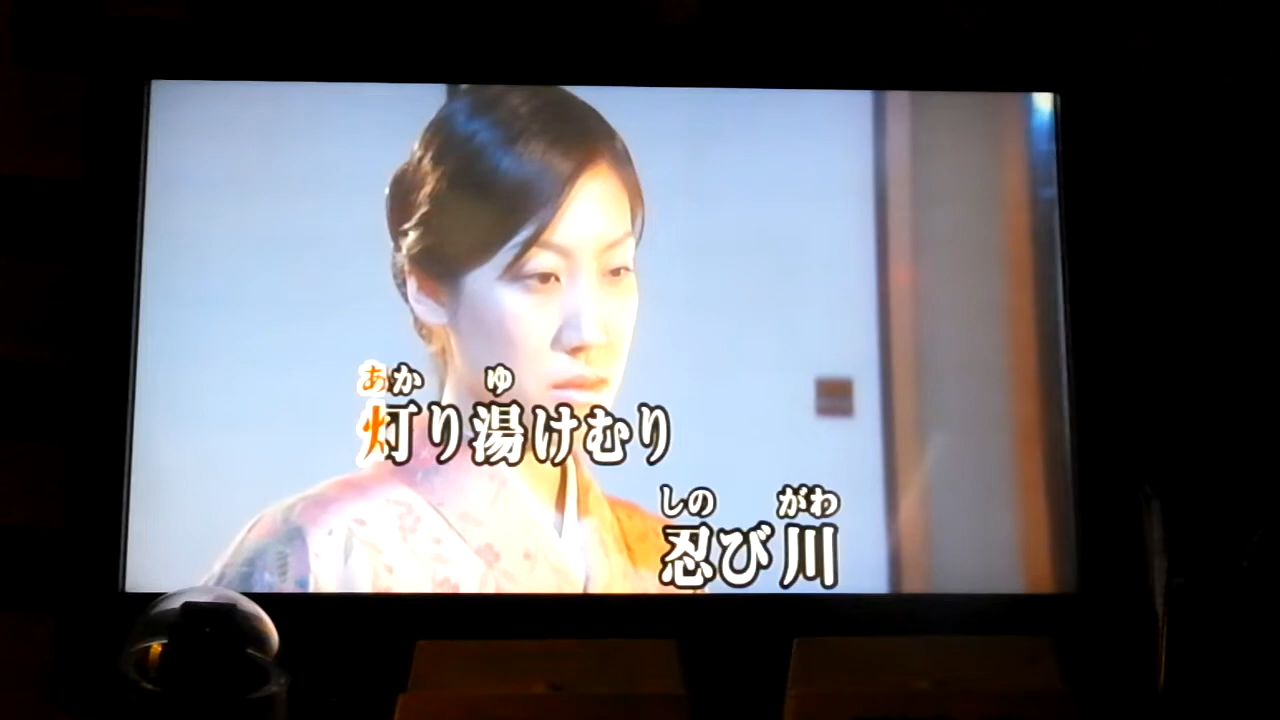 あか ゆ
灯り湯けむり
しの がわ
忍び川